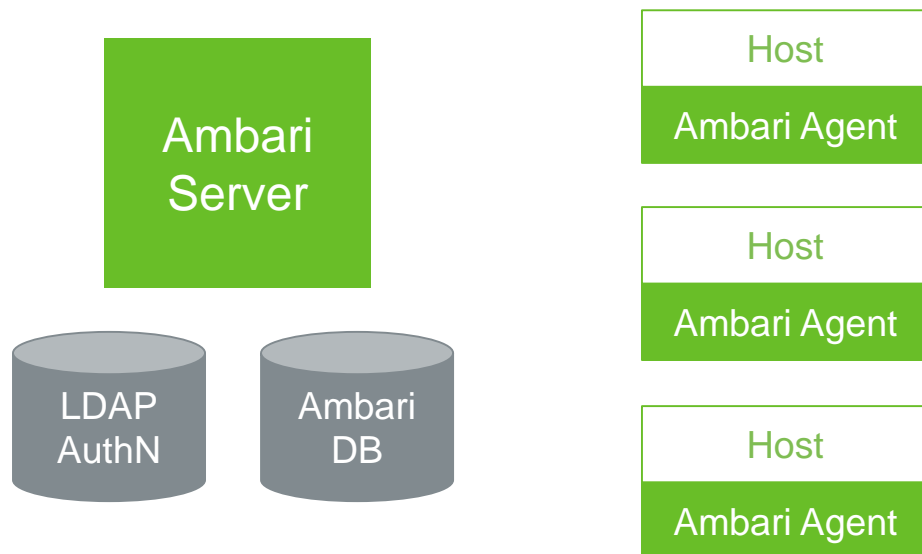 Ambari
Server
LDAP
AuthN
Ambari
DB
Host
Ambari Agent
Host
Ambari Agent
Host
Ambari Agent